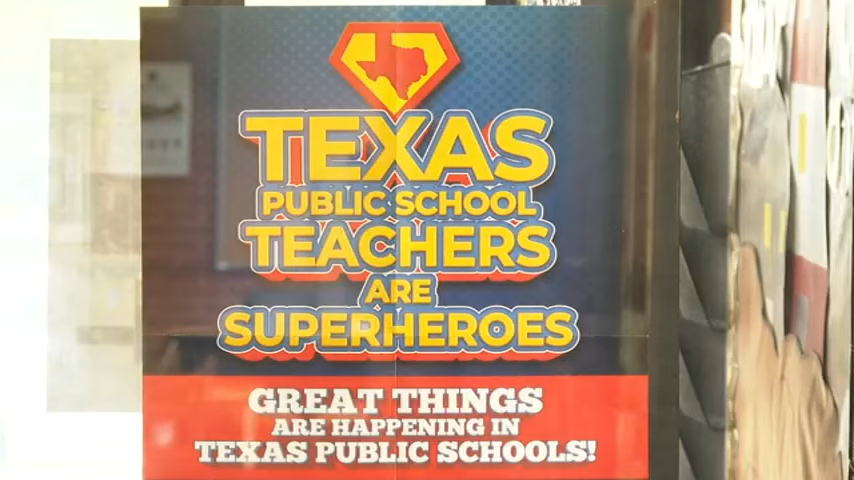 TEXAS
PUBLIC SCHOOL
TEACHERS
ARE
SUPERHEROES
GREAT THINGS
ARE HAPPENING IN
TEXAS PUBLIC SCHOOLS!